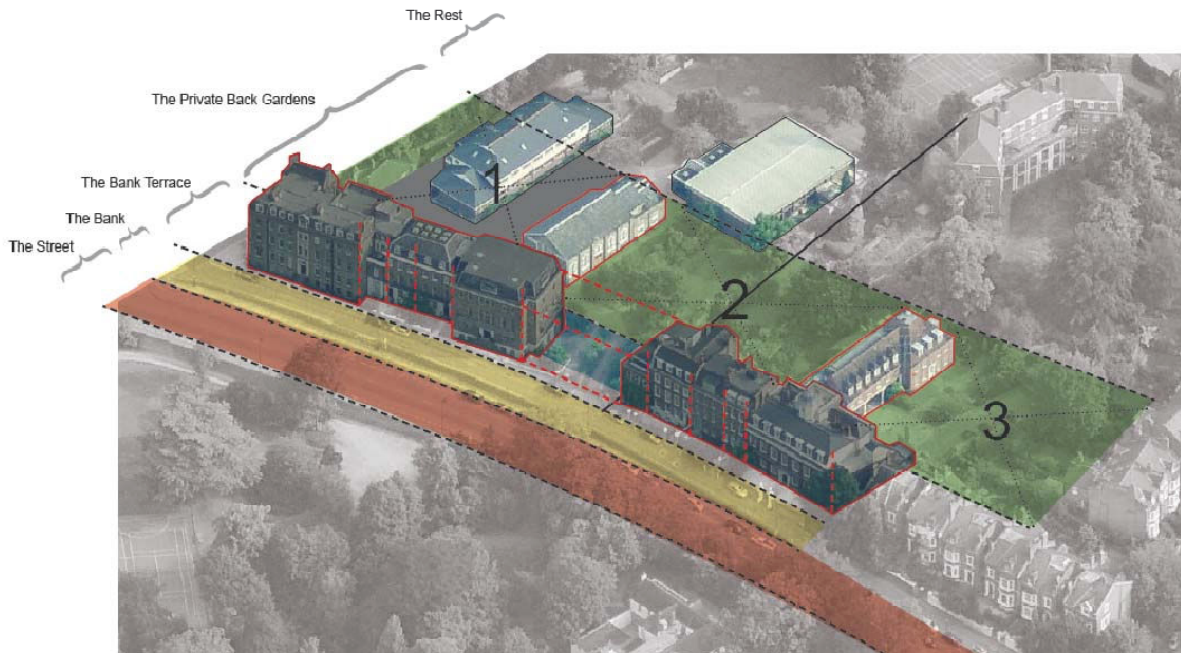 The Rest
The Private Back Gardens
The Bank Terrace
The Bank
The Street
1
2
3